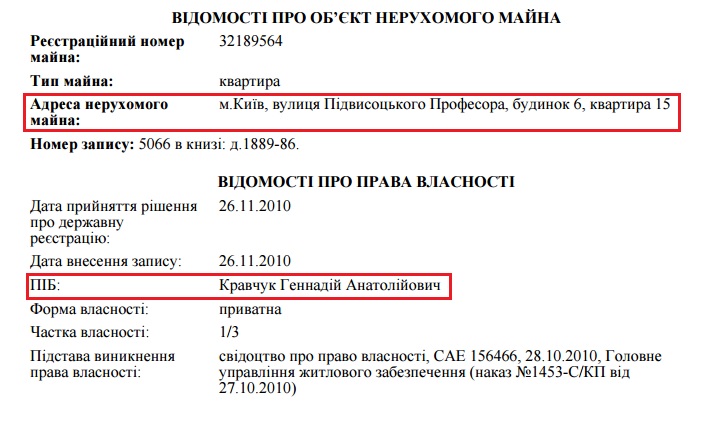 ВІДОМОСТІ ПРО ОБ’ЄКТ НЕРУХОМОГО МАЙНА
Реєстраційний номер майна: 32189564
Тип майна: квартира
Адреса нерухомого майна: м.Київ, вулиця Підвисоцького Професора, будинок 6, квартира 15
Номер запису: 5066 в книзі: д.1889-86.
ВІДОМОСТІ ПРО ПРАВА ВЛАСНОСТІ
Дата прийняття рішення про державну реєстрацію: 26.11.2010
Дата внесення запису: 26.11.2010
ПІБ: Кравчук Геннадій Анатолійович
Форма власності: приватна
Частка власності: 1/3
Підстава виникнення права власності: свідоцтво про право власності, САЕ 156466, 28.10.2010, Головне управління житлового забезпечення (наказ №1453-С/КП від 27.10.2010)